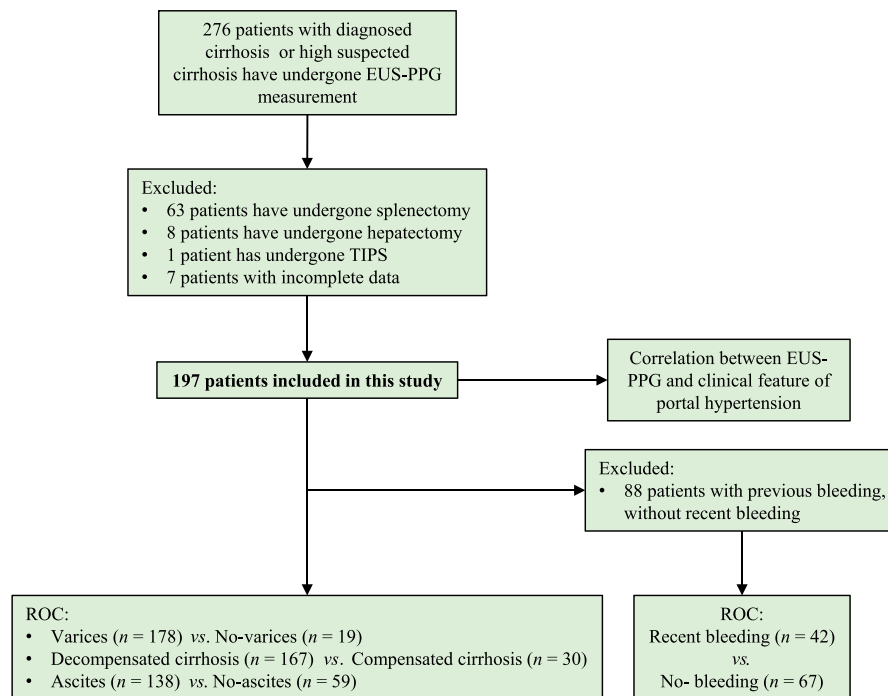 276 patients with diagnosed
cirrhosis or high suspected
cirrhosis have undergone EUS-PPG
measurement
Excluded:
• 63 patients have undergone splenectomy
• 8 patients have undergone hepatectomy
• 1 patient has undergone TIPS
• 7 patients with incomplete data
197 patients included in this study
Correlation between EUS-
PPG and clinical feature of
portal hypertension
Excluded:
• 88 patients with previous bleeding,
without recent bleeding
ROC:
• Varices (n = 178) vs. No-varices (n = 19)
• Decompensated cirrhosis (n = 167) vs. Compensated cirrhosis (n = 30)
• Ascites (n = 138) vs. No-ascites (n = 59)
ROC:
Recent bleeding (n = 42)
vs.
No- bleeding (n = 67)